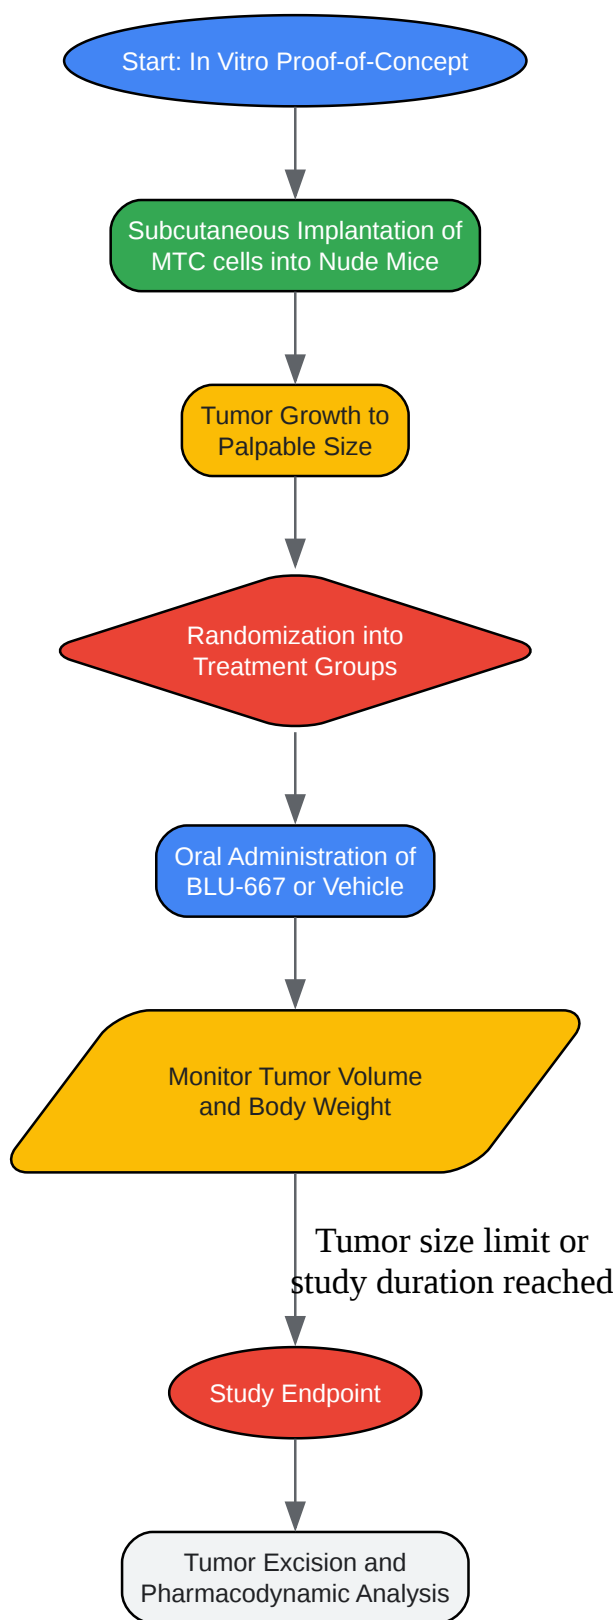 Start: In Vitro Proof-of-Concept
Subcutaneous Implantation of
MTC cells into Nude Mice
Tumor Growth to
Palpable Size
Randomization into
Treatment Groups
Oral Administration of
BLU-667 or Vehicle
Monitor Tumor Volume
and Body Weight
Tumor size limit or
study duration reached
Study Endpoint
Tumor Excision and
Pharmacodynamic Analysis